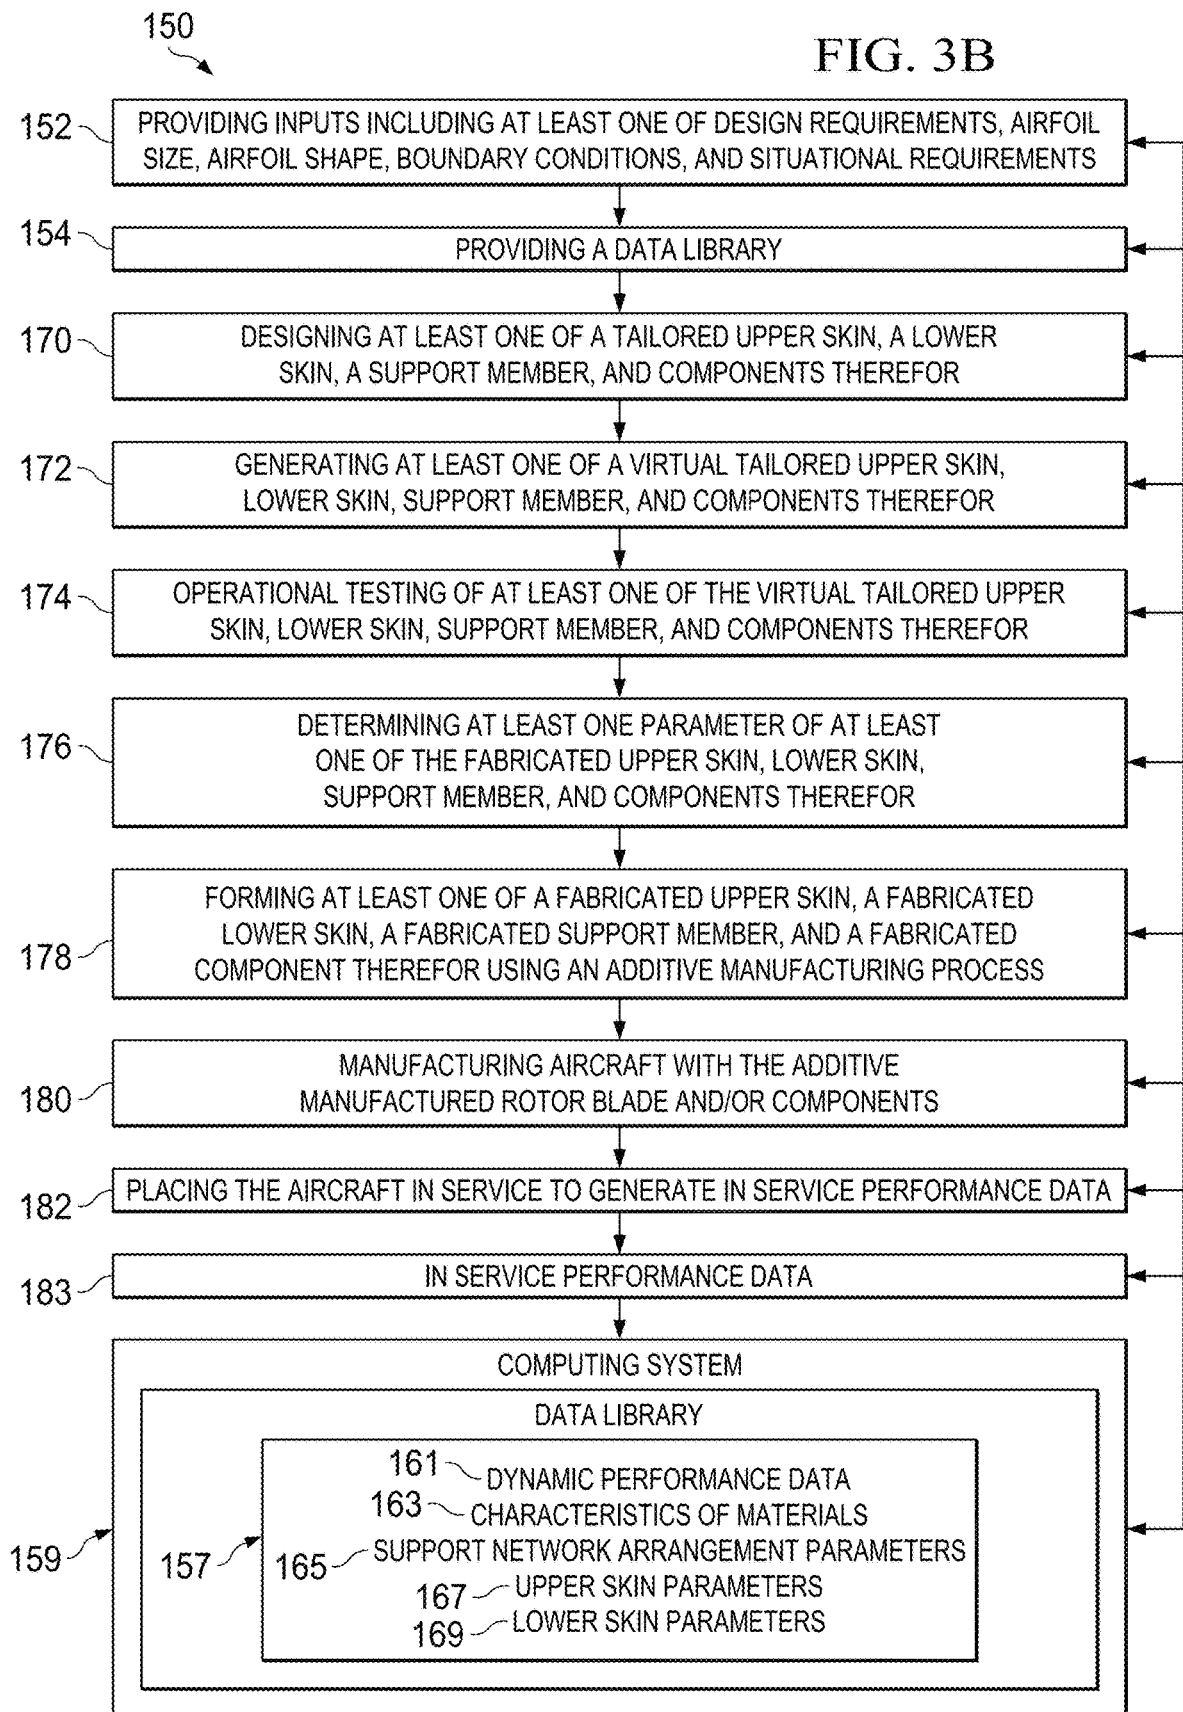 150
FIG. 3B
152
PROVIDING INPUTS INCLUDING AT LEAST ONE OF DESIGN REQUIREMENTS, AIRFOIL
SIZE, AIRFOIL SHAPE, BOUNDARY CONDITIONS, AND SITUATIONAL REQUIREMENTS
154
PROVIDING A DATA LIBRARY
170
DESIGNING AT LEAST ONE OF A TAILORED UPPER SKIN, A LOWER
SKIN, A SUPPORT MEMBER, AND COMPONENTS THEREFOR
172
GENERATING AT LEAST ONE OF A VIRTUAL TAILORED UPPER SKIN,
LOWER SKIN, SUPPORT MEMBER, AND COMPONENTS THEREFOR
174
OPERATIONAL TESTING OF AT LEAST ONE OF THE VIRTUAL TAILORED UPPER
SKIN, LOWER SKIN, SUPPORT MEMBER, AND COMPONENTS THEREFOR
176
DETERMINING AT LEAST ONE PARAMETER OF AT LEAST
ONE OF THE FABRICATED UPPER SKIN, LOWER SKIN,
SUPPORT MEMBER, AND COMPONENTS THEREFOR
178
FORMING AT LEAST ONE OF A FABRICATED UPPER SKIN, A FABRICATED
LOWER SKIN, A FABRICATED SUPPORT MEMBER, AND A FABRICATED
COMPONENT THEREFOR USING AN ADDITIVE MANUFACTURING PROCESS
180
MANUFACTURING AIRCRAFT WITH THE ADDITIVE
MANUFACTURED ROTOR BLADE AND/OR COMPONENTS
182
PLACING THE AIRCRAFT IN SERVICE TO GENERATE IN SERVICE PERFORMANCE DATA
183
IN SERVICE PERFORMANCE DATA
COMPUTING SYSTEM
DATA LIBRARY
161 DYNAMIC PERFORMANCE DATA
163 CHARACTERISTICS OF MATERIALS
159
157
165 SUPPORT NETWORK ARRANGEMENT PARAMETERS
167 UPPER SKIN PARAMETERS
169 LOWER SKIN PARAMETERS